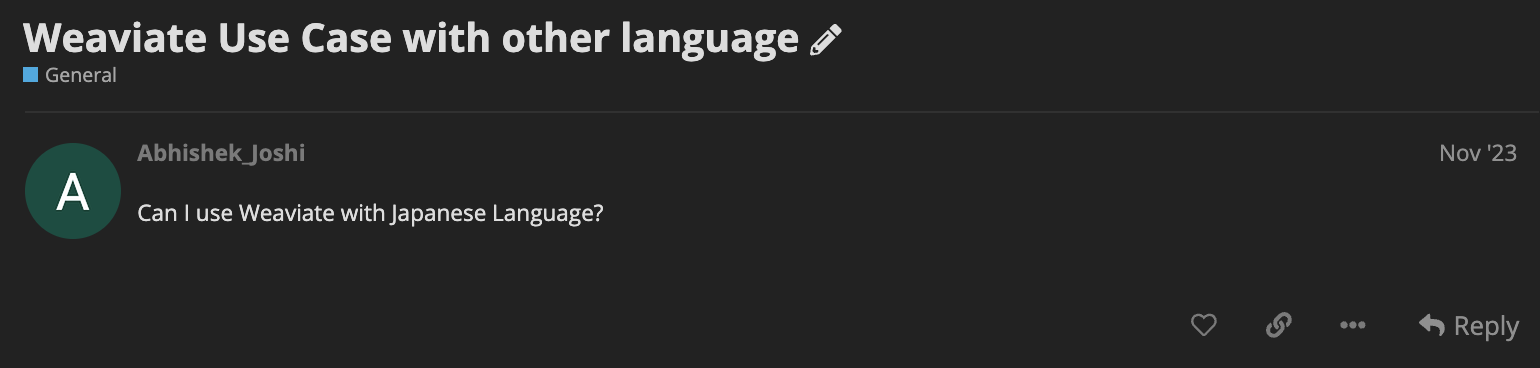 Weaviate Use Case with other language
General
A
Abhishek_Joshi
Nov '23
Can I use Weaviate with Japanese Language?
Reply